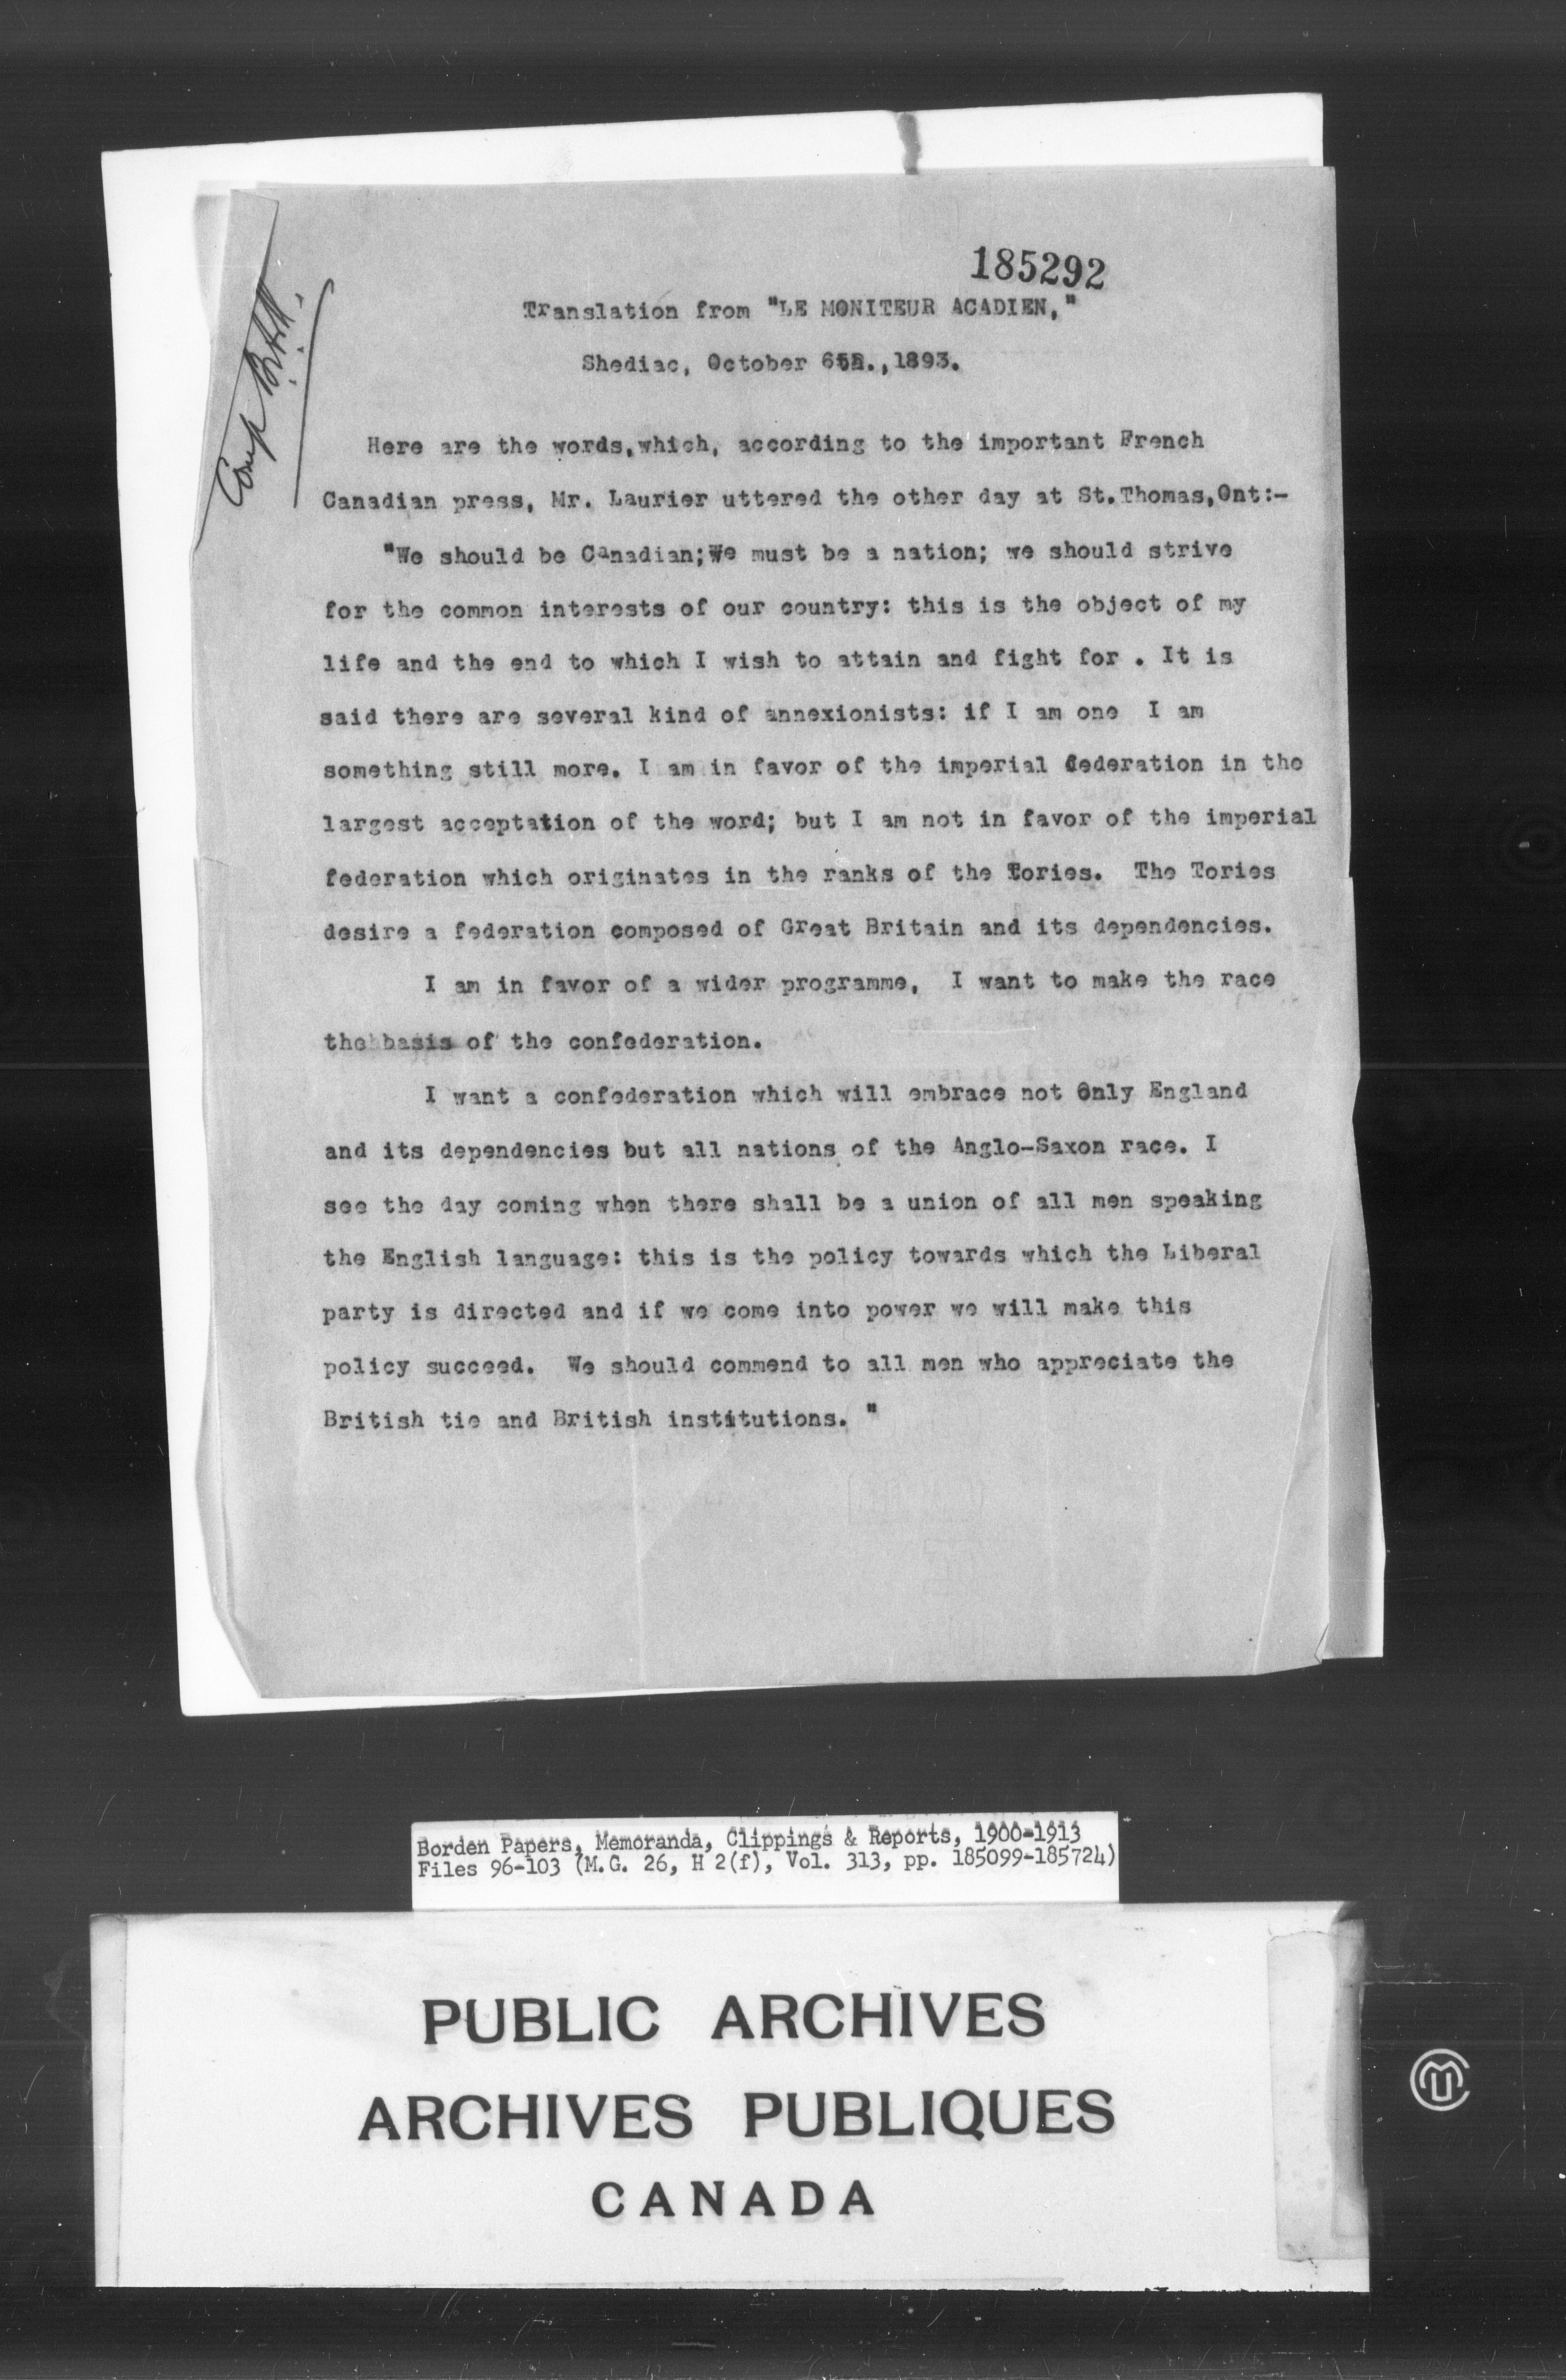 185292
Translation from "LE MONITEUR ACADIEN,"
Shediac, October 6th., 1893.
Here are the words, which, according to the important French
Canadian press, Mr. Laurier uttered the other day at St.Thomas,Ont:-
"We should be Canadian;We must be a nation; we should strive
for the common interests of our country: this is the object of my
life and the end to which I wish to attain and fight for . It is
said there are several kind of annexionists: if I am one I am
something still more. I am in favor of the imperial federation in the
largest acceptation of the word; but I am not in favor of the imperial
federation which originates in the ranks of the Tories. The Tories
desire a federation composed of Great Britain and its dependencies.
I am in favor of a wider programme, I want to make the race
the basis of the confederation.
I want a confederation which will embrace not Only England
and its dependencies but all nations of the Anglo-Saxon race. I
see the day coming when there shall be a union of all men speaking
the English language: this is the policy towards which the Liberal
party is directed and if we come into power we will make this
policy succeed. We should commend to all men who appreciate the
British tie and British institutions. "
Borden Papers, Memoranda, Clippings & Reports, 1900-1913
Files 96-103 (M.G. 26, H 2(f), Vol. 313, pp. 185099-185724)
PUBLIC ARCHIVES
ARCHIVES PUBLIQUES
CANADA